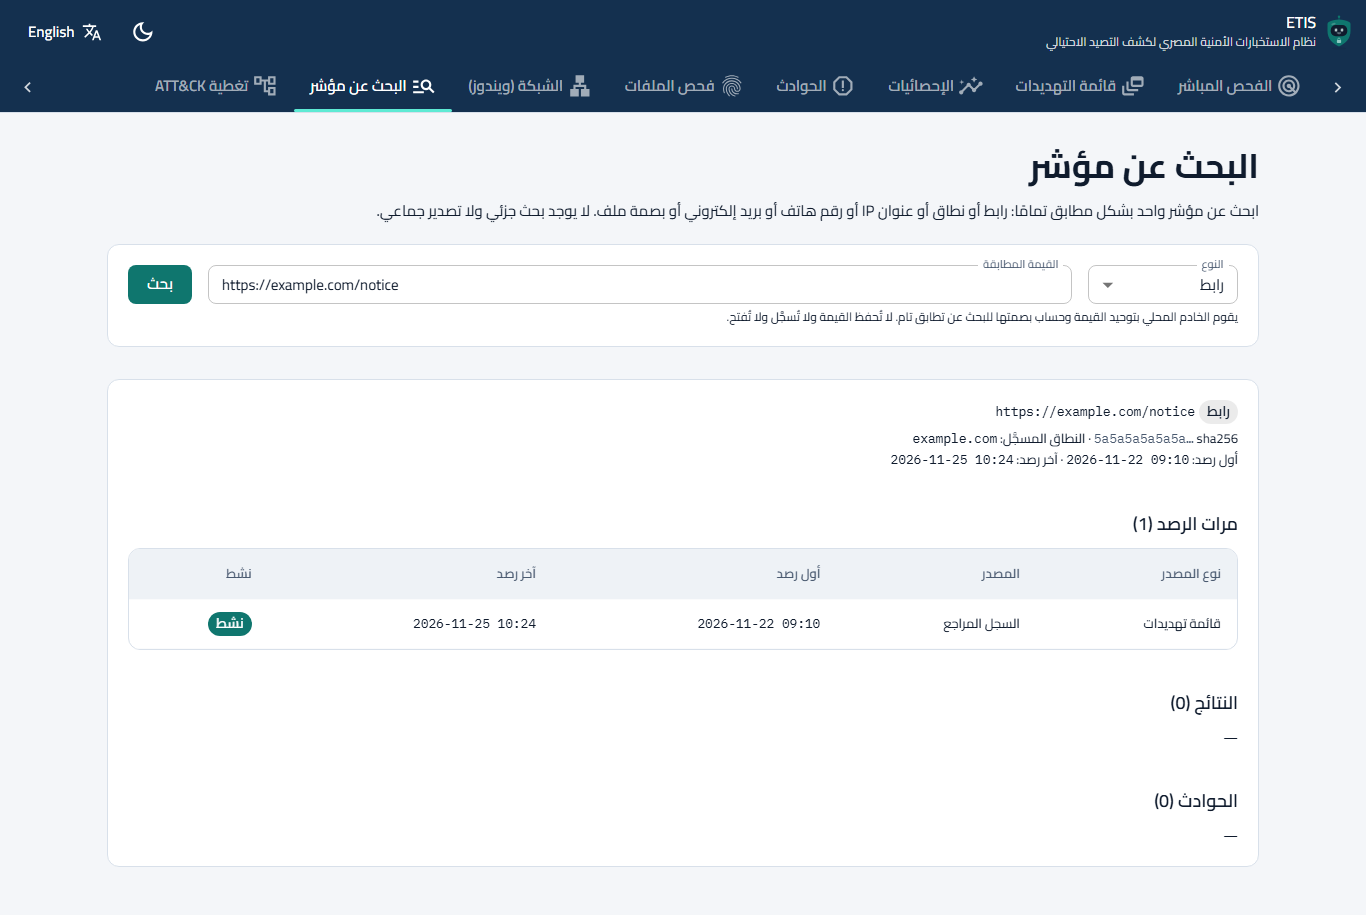 ETIS
نظام الاستخبارات الأمنية المصري لكشف التصيد الاحتيالي
English
الفحص المباشر
قائمة التهديدات
الإحصائيات
الحوادث
فحص الملفات
الشبكة (ويندوز)
البحث عن مؤشر
تغطية ATT&CK
البحث عن مؤشر
ابحث عن مؤشر واحد بشكل مطابق تمامًا: رابط أو نطاق أو عنوان IP أو رقم هاتف أو بريد إلكتروني أو بصمة ملف. لا يوجد بحث جزئي ولا تصدير جماعي.
النوع
رابط
القيمة المطابقة
https://example.com/notice
بحث
يقوم الخادم المحلي بتوحيد القيمة وحساب بصمتها للبحث عن تطابق تام. لا تُحفظ القيمة ولا تُسجَّل ولا تُفتح.
رابط https://example.com/notice
sha256 5a5a5a5a5a5a… · النطاق المسجَّل: example.com
أول رصد: 2026-11-22 09:10 · آخر رصد: 2026-11-25 10:24
مرات الرصد (1)
نوع المصدر المصدر أول رصد آخر رصد نشط
قائمة تهديدات السجل المراجع 2026-11-22 09:10 2026-11-25 10:24 نشط
النتائج (0)
—
الحوادث (0)
—